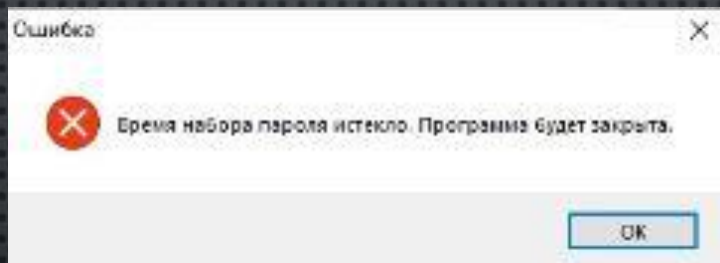 Ошибка
Время набора пароля истекло. Программа будет закрыта.
OK